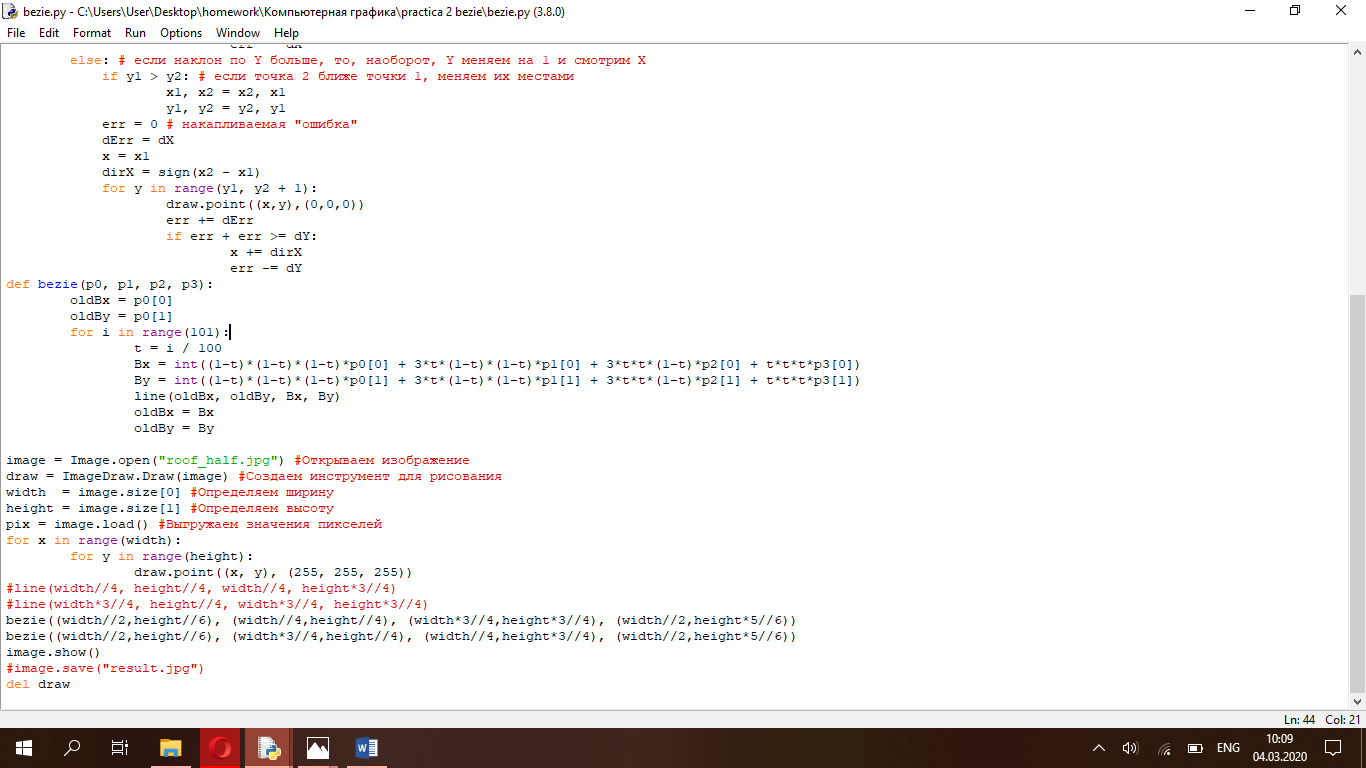 bezie.py - C:\Users\User\Desktop\homework\Компьютерная графика\practica 2 bezie\bezie.py (3.8.0)
File Edit Format Run Options Window Help
else: # если наклон по Y больше, то, наоборот, Y меняем на 1 и смотрим X
if y1 > y2: # если точка 2 ближе точки 1, меняем их местами
x1, x2 = x2, x1
y1, y2 = y2, y1
err = 0 # накапливаемая "ошибка"
dErr = dX
x = x1
dirX = sign(x2 - x1)
for y in range(y1, y2 + 1):
draw.point((x,y),(0,0,0))
err += dErr
if err + err >= dY:
x += dirX
err -= dY
def bezie(p0, p1, p2, p3):
oldBx = p0[0]
oldBy = p0[1]
for i in range(101):
t = i / 100
Bx = int((1-t)*(1-t)*(1-t)*p0[0] + 3*t*(1-t)*(1-t)*p1[0] + 3*t*t*(1-t)*p2[0] + t*t*t*p3[0])
By = int((1-t)*(1-t)*(1-t)*p0[1] + 3*t*(1-t)*(1-t)*p1[1] + 3*t*t*(1-t)*p2[1] + t*t*t*p3[1])
line(oldBx, oldBy, Bx, By)
oldBx = Bx
oldBy = By
image = Image.open("roof_half.jpg") #Открываем изображение
draw = ImageDraw.Draw(image) #Создаем инструмент для рисования
width  = image.size[0] #Определяем ширину
height = image.size[1] #Определяем высоту
pix = image.load() #Выгружаем значения пикселей
for x in range(width):
for y in range(height):
draw.point((x, y), (255, 255, 255))
#line(width//4, height//4, width//4, height*3//4)
#line(width*3//4, height//4, width*3//4, height*3//4)
bezie((width//2,height//6), (width//4,height//4), (width*3//4,height*3//4), (width//2,height*5//6))
bezie((width//2,height//6), (width*3//4,height//4), (width//4,height*3//4), (width//2,height*5//6))
image.show()
#image.save("result.jpg")
del draw
Ln: 44 Col: 21
ENG
10:09
04.03.2020